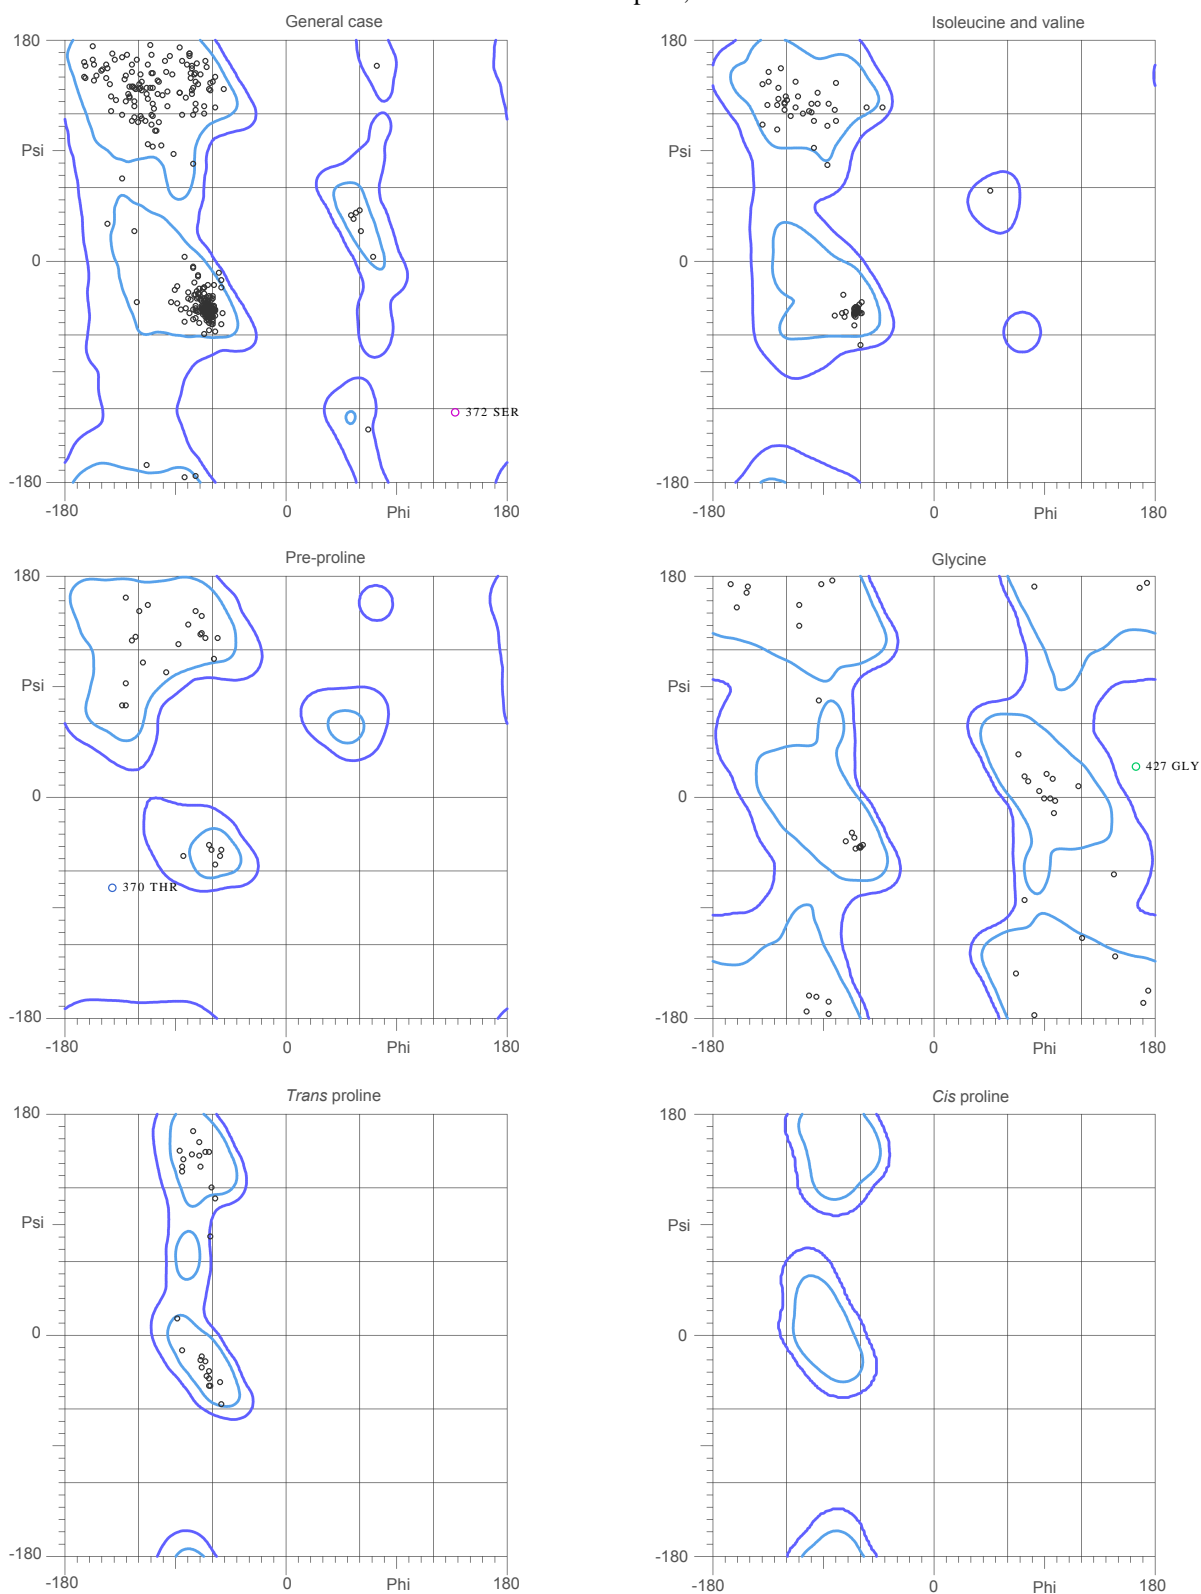 General case
180
Psi
0
-180
372 SER
-180
0
Phi
180
Isoleucine and valine
180
Psi
0
-180
-180
0
Phi
180
Pre-proline
180
Psi
0
-180
370 THR
-180
0
Phi
180
Glycine
180
Psi
0
-180
427 GLY
-180
0
Phi
180
Trans proline
180
Psi
0
-180
-180
0
Phi
180
Cis proline
180
Psi
0
-180
-180
0
Phi
180